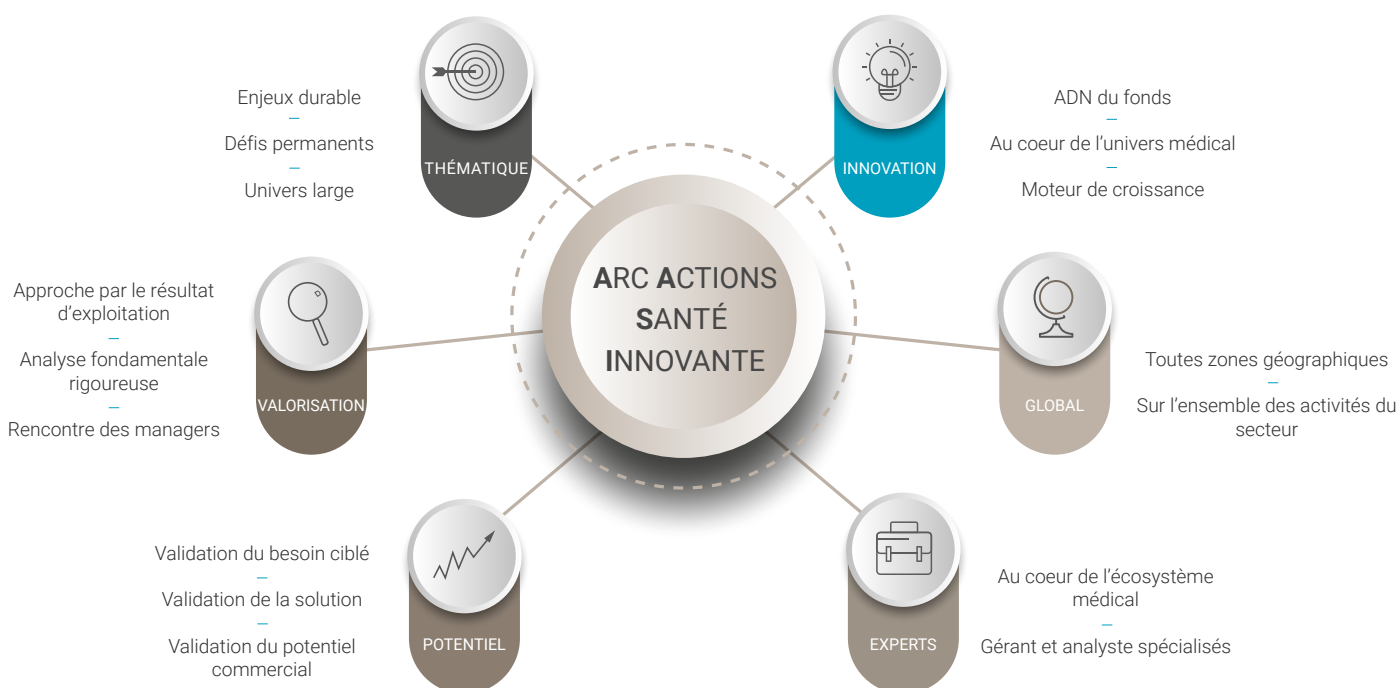 Enjeux durable
Défis permanents
Univers large
THÉMATIQUE
INNOVATION
ADN du fonds
Au coeur de l'univers médical
Moteur de croissance
ARC ACTIONS
SANTÉ
INNOVANTE
Approche par le résultat
d'exploitation
Analyse fondamentale
rigoureuse
Rencontre des managers
VALORISATION
GLOBAL
Toutes zones géographiques
Sur l'ensemble des activités du
secteur
Validation du besoin ciblé
Validation de la solution
Validation du potentiel
commercial
POTENTIEL
EXPERTS
Au coeur de l'écosystème
médical
Gérant et analyste spécialisés